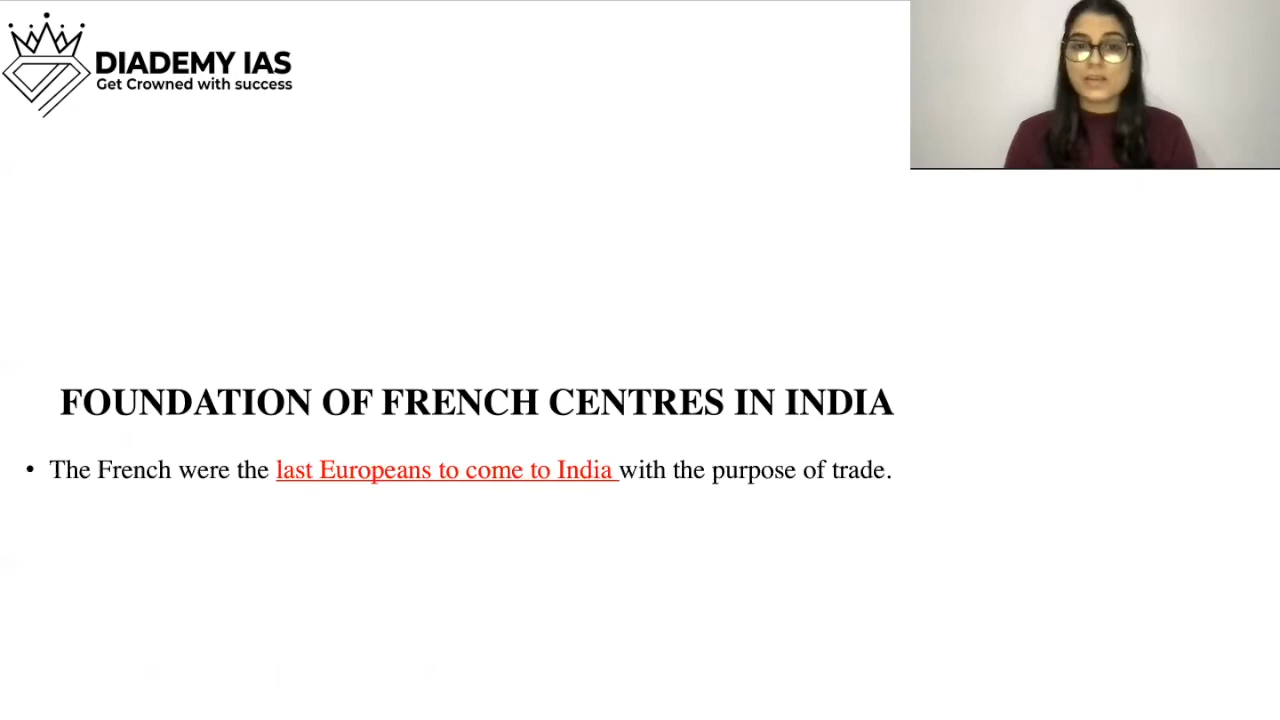 DIADEMY IAS
Get Crowned with success
FOUNDATION OF FRENCH CENTRES IN INDIA
• The French were the last Europeans to come to India with the purpose of trade.